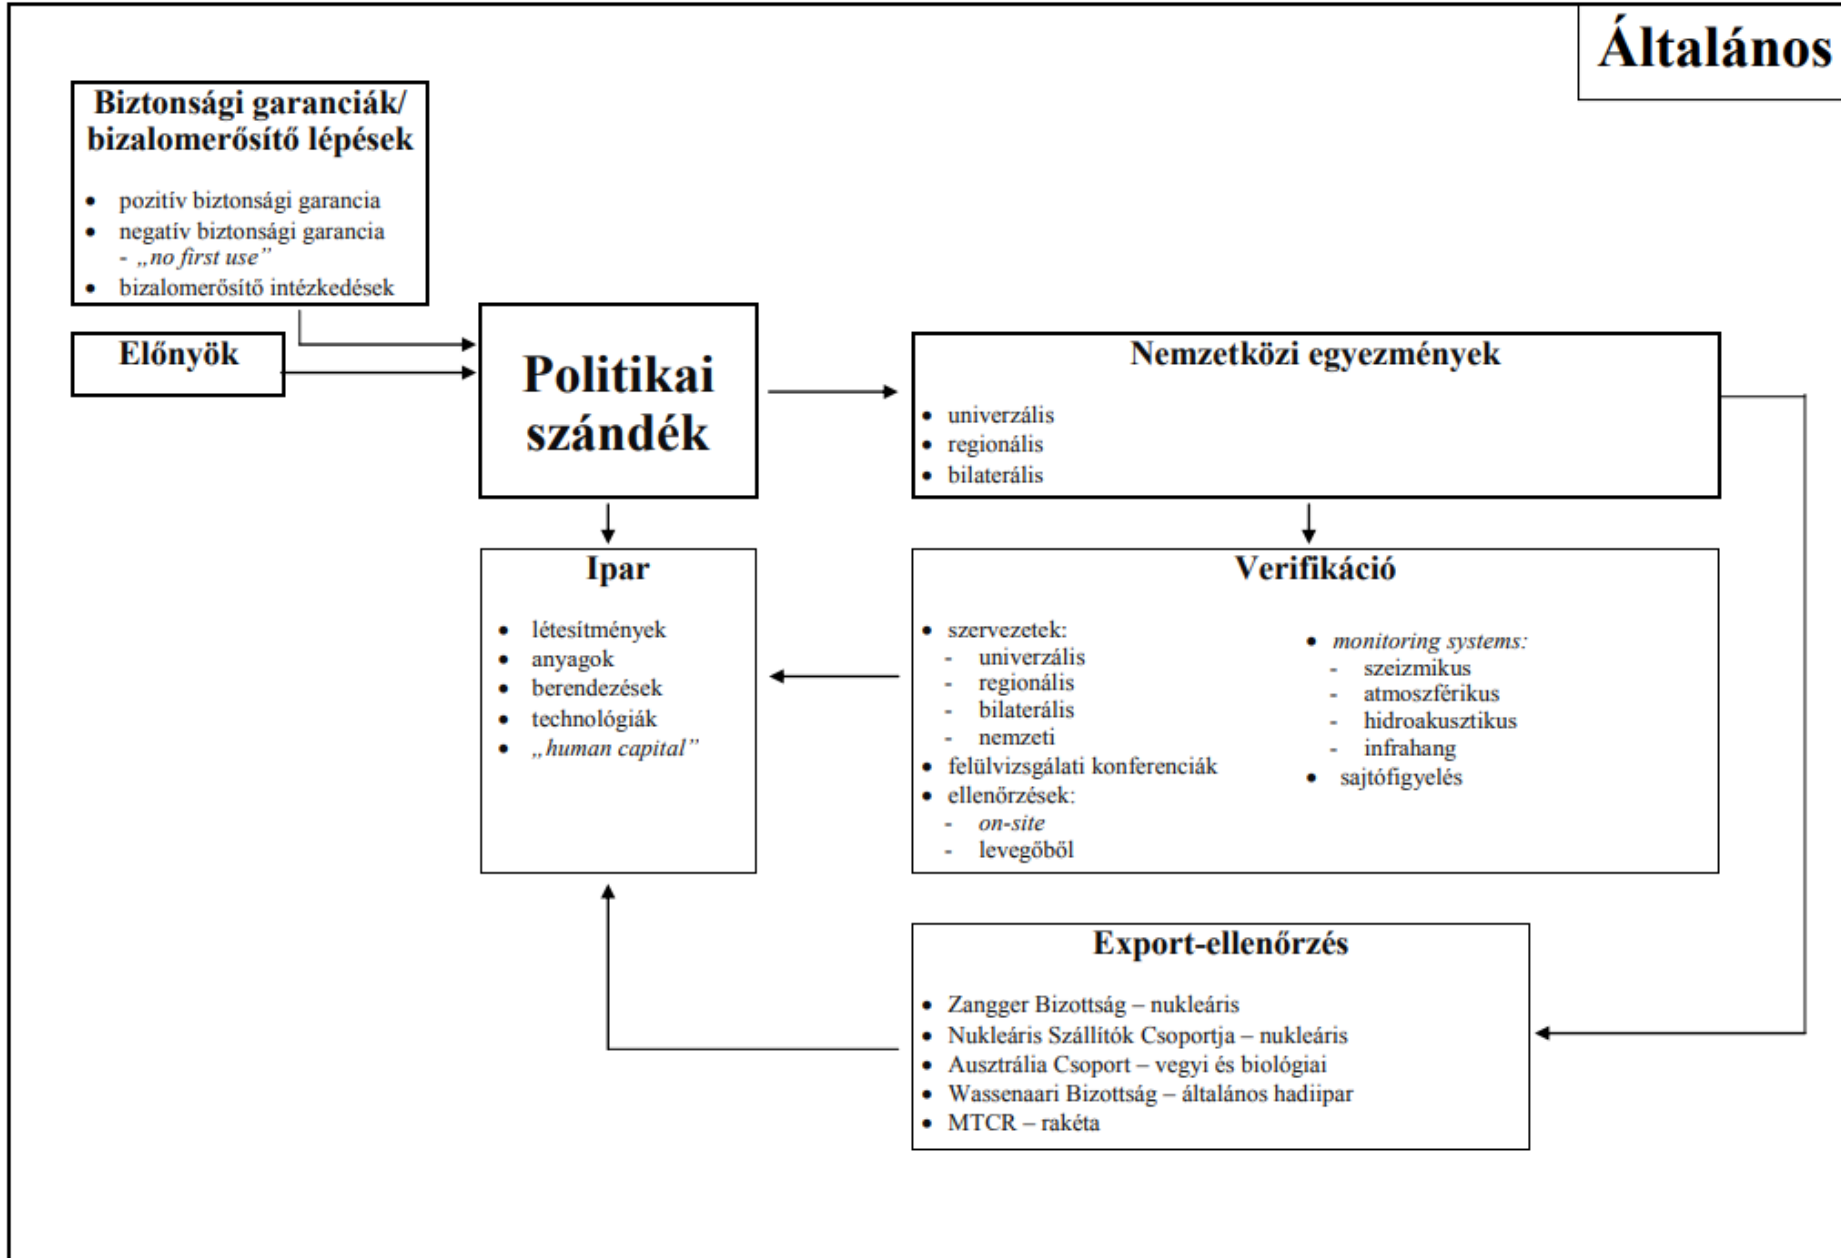 Általános
Biztonsági garanciák/
bizalomerősítő lépések
• pozitív biztonsági garancia
• negatív biztonsági garancia
- „no first use”
• bizalomerősítő intézkedések
Előnyök
Politikai
szándék
Nemzetközi egyezmények
• univerzális
• regionális
• bilaterális
Ipar
• létesítmények
• anyagok
• berendezések
• technológiák
• „human capital”
Verifikáció
• szervezetek:
- univerzális
- regionális
- bilaterális
- nemzeti
• felülvizsgálati konferenciák
• ellenőrzések:
- on-site
- levegőből
• monitoring systems:
- szeizmikus
- atmoszférikus
- hidroakusztikus
- infrahang
• sajtófigyelés
Export-ellenőrzés
• Zangger Bizottság – nukleáris
• Nukleáris Szállítók Csoportja – nukleáris
• Ausztrália Csoport – vegyi és biológiai
• Wassenaari Bizottság – általános hadiipar
• MTCR – rakéta